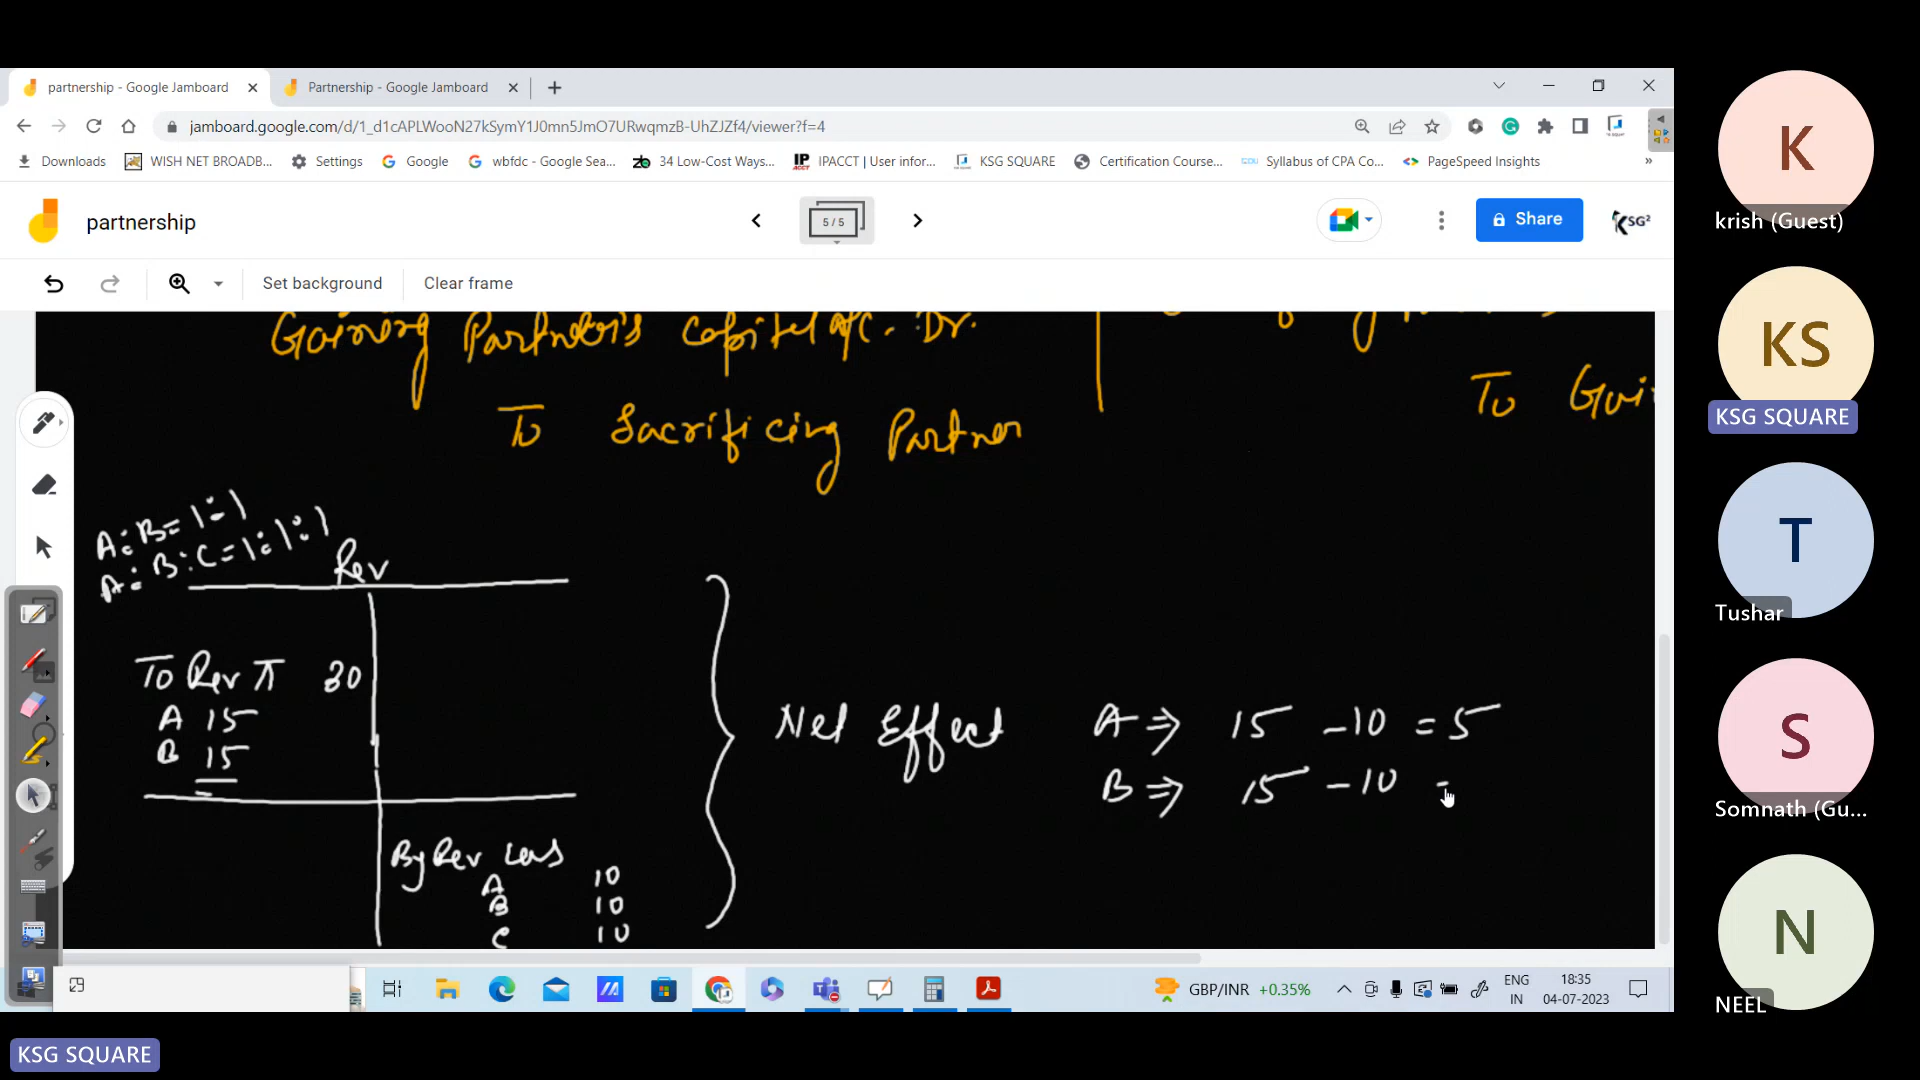 partnership - Google Jamboard
Partnership - Google Jamboard
jamboard.google.com/d/1_d1cAPLWooN27kSymY1J0mn5JmO7URwqmzB-UhZJZf4/viewer?f=4
Downloads
WISH NET BROADB...
Settings
Google
wbfdc - Google Sea...
34 Low-Cost Ways...
IPACCT | User infor...
KSG SQUARE
Certification Course...
Syllabus of CPA Co...
PageSpeed Insights
»
partnership
5 / 5
Share
KSG²
Set background
Clear frame
Gaining Partner's Capital A/c. Dr.
To Sacrificing Partner
To Gai
A:B= 1:1
A:B:C=1:1:1
Rev
To Rev π 30
A 15
B 15
By Rev Loss
A 10
B 10
C 10
Net Effect
A ⇒ 15 - 10 = 5
B ⇒ 15 - 10 =
GBP/INR +0.35%
ENG
IN
18:35
04-07-2023
K
krish (Guest)
KS
KSG SQUARE
T
Tushar
S
Somnath (Gu...
N
NEEL
KSG SQUARE